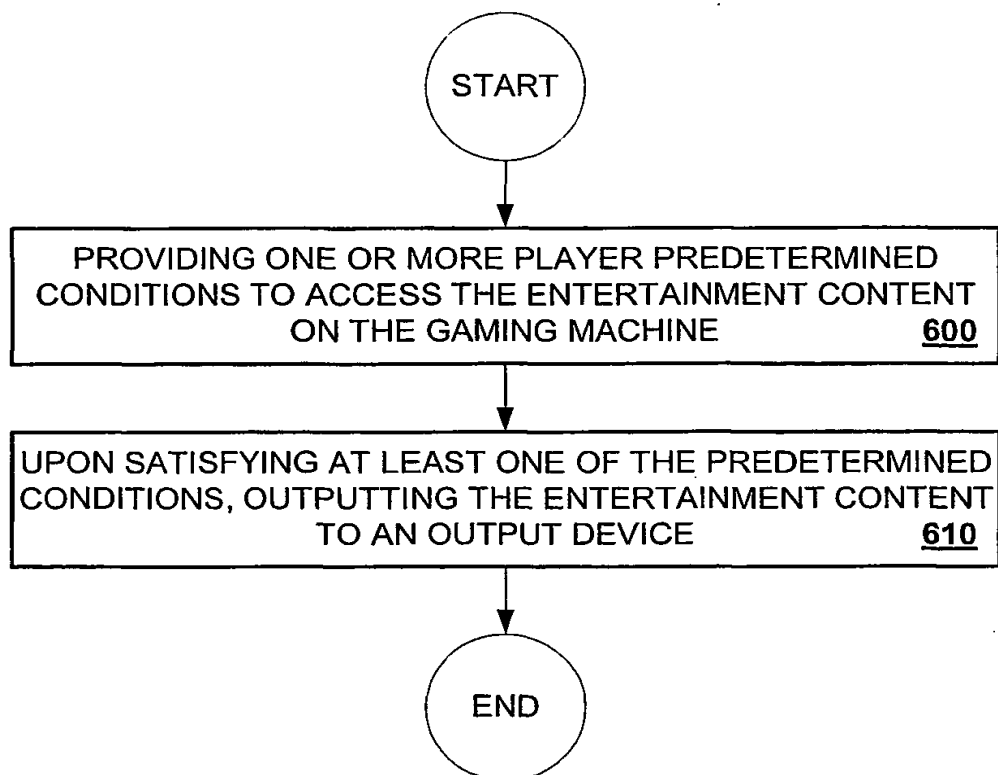 START
PROVIDING ONE OR MORE PLAYER PREDETERMINED
CONDITIONS TO ACCESS THE ENTERTAINMENT CONTENT
ON THE GAMING MACHINE 600
UPON SATISFYING AT LEAST ONE OF THE PREDETERMINED
CONDITIONS, OUTPUTTING THE ENTERTAINMENT CONTENT
TO AN OUTPUT DEVICE 610
END